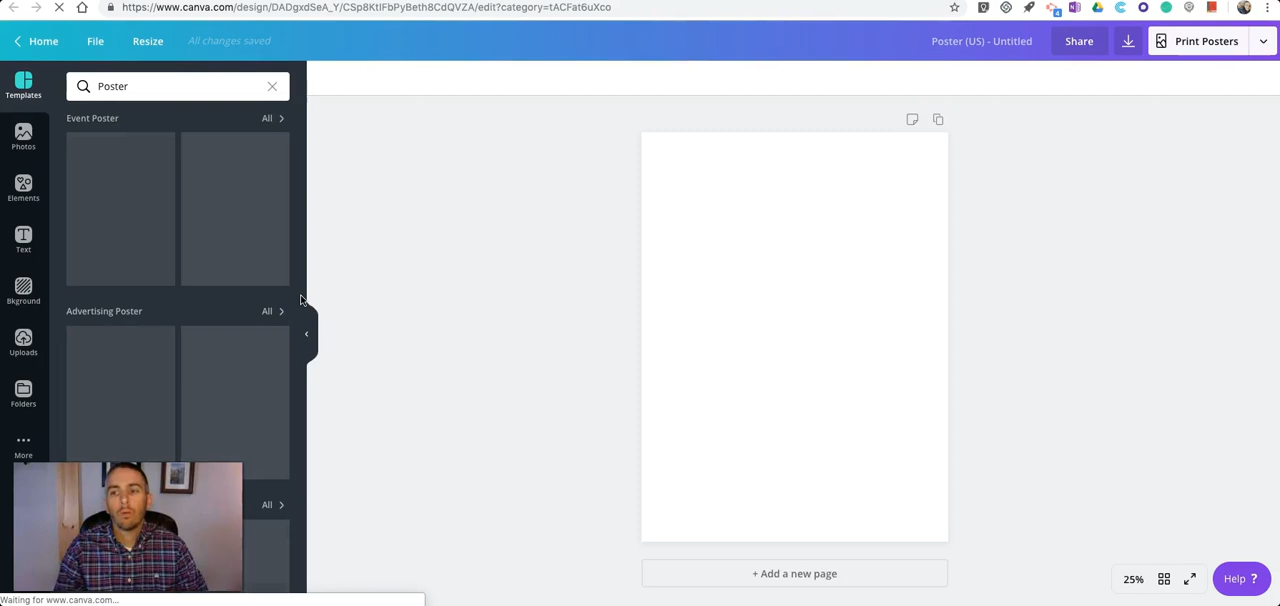 https://www.canva.com/design/DADgxdSeA_Y/CSp8KtIFbPyBeth8CdQVZA/edit?category=tACFat6uXco
4
Home
File
Resize
All changes saved
Poster (US) - Untitled
Share
Print Posters
Templates
Poster
Event Poster
All
Photos
Elements
Text
Bkground
Advertising Poster
All
Uploads
Folders
More
All
+ Add a new page
25%
Help ?
Waiting for www.canva.com...